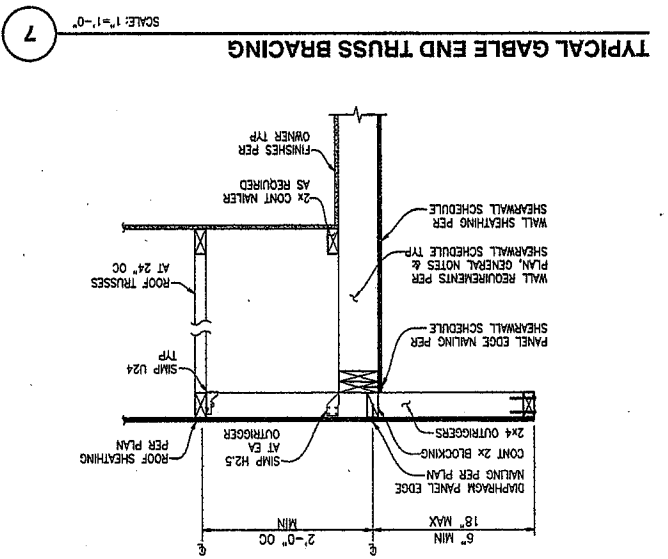 ℄
℄
6" MIN
18" MAX
2'-0" OC
MIN
DIAPHRAGM PANEL EDGE
NAILING PER PLAN
CONT 2x BLOCKING
2x4 OUTRIGGERS
PANEL EDGE NAILING PER
SHEARWALL SCHEDULE
WALL REQUIREMENTS PER
PLAN, GENERAL NOTES &
SHEARWALL SCHEDULE TYP
WALL SHEATHING PER
SHEARWALL SCHEDULE
SIMP H2.5
AT EA
OUTRIGGER
ROOF SHEATHING
PER PLAN
SIMP U24
TYP
ROOF TRUSSES
AT 24" OC
2x CONT NAILER
AS REQUIRED
FINISHES PER
OWNER TYP
TYPICAL GABLE END TRUSS BRACING
SCALE: 1"=1'-0"
7